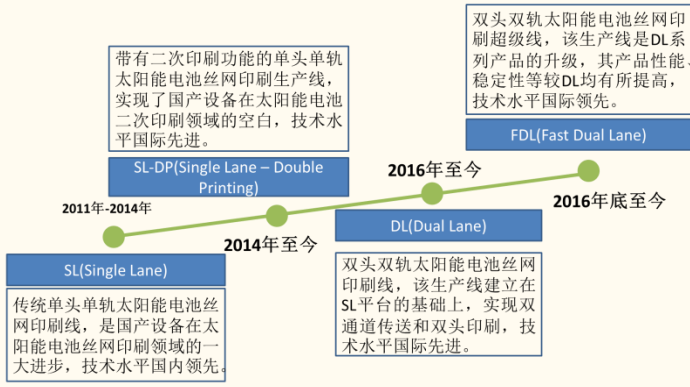 双头双轨太阳能电池丝网印
刷超级线，该生产线是DL系
列产品的升级，其产品性能、
稳定性等较DL均有所提高，
技术水平国际领先。
FDL(Fast Dual Lane)
2016年底至今
带有二次印刷功能的单头单轨
太阳能电池丝网印刷生产线，
实现了国产设备在太阳能电池
二次印刷领域的空白，技术水
平国际先进。
SL-DP(Single Lane – Double
Printing)
2014年至今
2016年至今
DL(Dual Lane)
双头双轨太阳能电池丝网
印刷线，该生产线建立在
SL平台的基础上，实现双
通道传送和双头印刷，技
术水平国际先进。
2011年-2014年
SL(Single Lane)
传统单头单轨太阳能电池丝
网印刷线，是国产设备在太
阳能电池丝网印刷领域的一
大进步，技术水平国内领先。